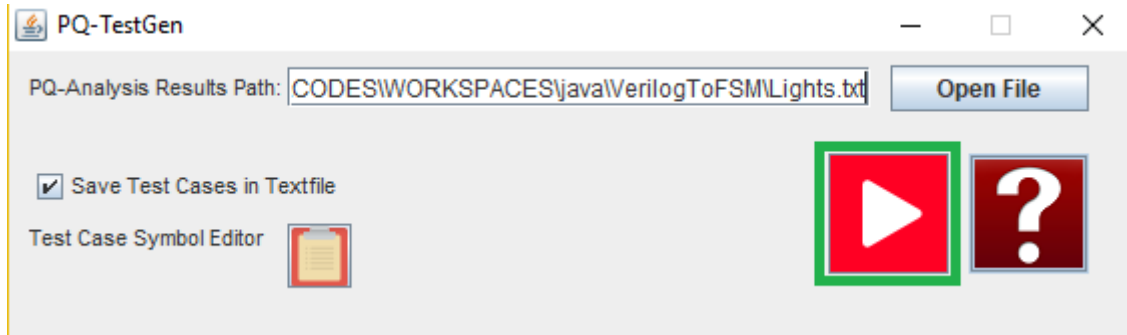 PQ-TestGen
PQ-Analysis Results Path: CODES\WORKSPACES\java\VerilogToFSM\Lights.txt Open File
Save Test Cases in Textfile
Test Case Symbol Editor
?